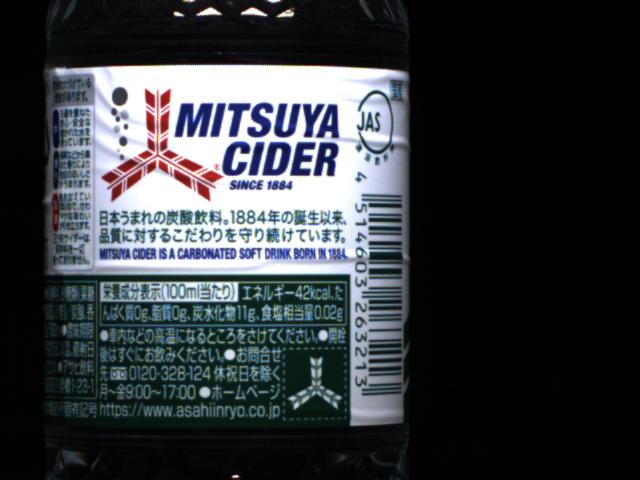 MITSUYA
CIDER
SINCE 1884
JAS
日本うまれの炭酸飲料。1884年の誕生以来、
品質に対するこだわりを守り続けています。
MITSUYA CIDER IS A CARBONATED SOFT DRINK BORN IN 1884.
栄養成分表示(100ml当たり) エネルギー42kcal、た
んぱく質0g、脂質0g、炭水化物11g、食塩相当量0.02g
●車内などの高温になるところをさけてください。●開栓
後はすぐにお飲みください。●お問合せ
先 0120-328-124 休祝日を除く
月〜金9:00〜17:00 ●ホームページ
https://www.asahiinryo.co.jp
4 514603 263213